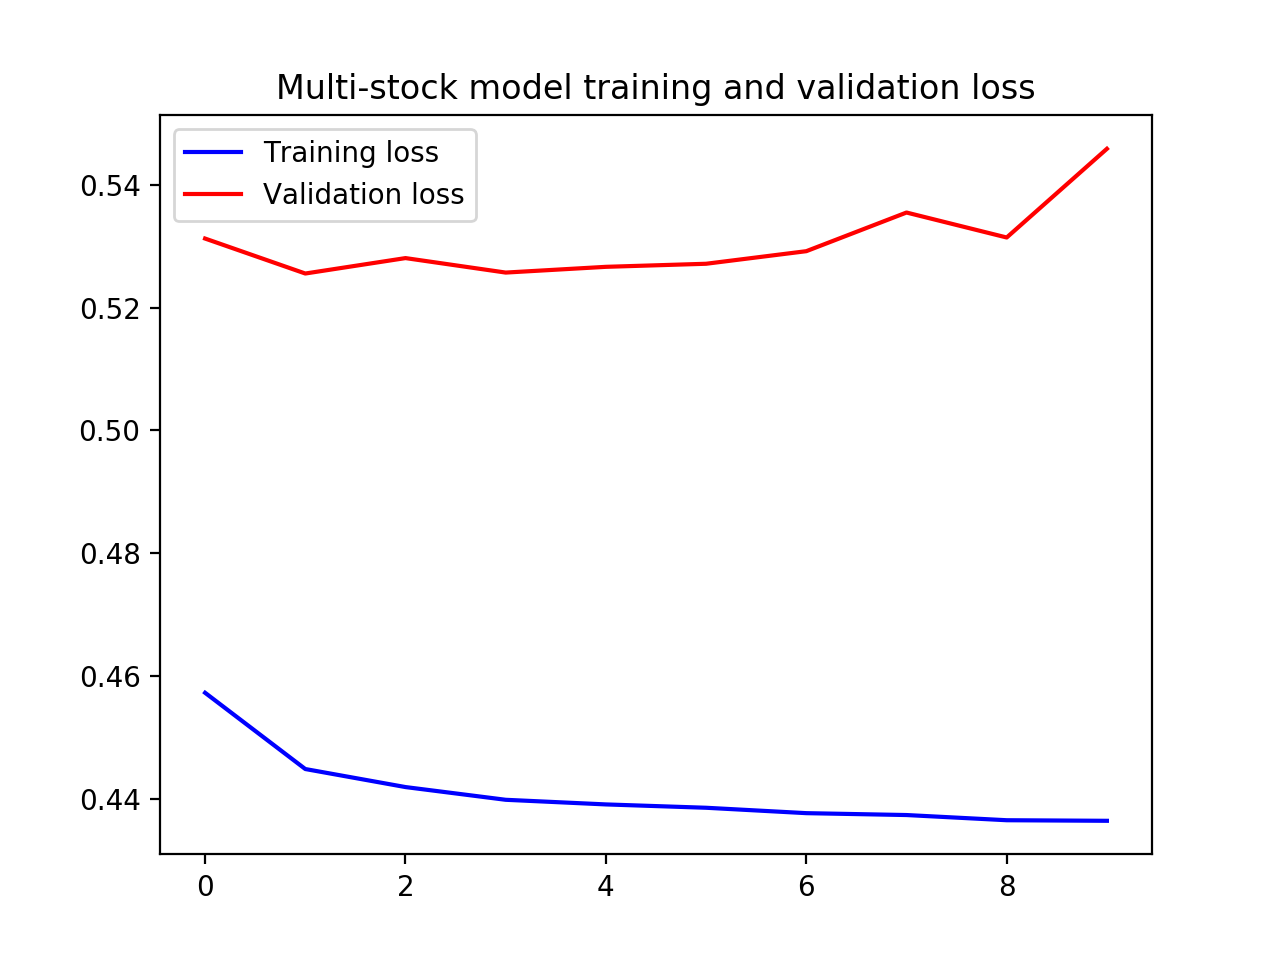 Multi-stock model training and validation loss
Training loss
Validation loss
0.54
0.52
0.50
0.48
0.46
0.44
0 2 4 6 8